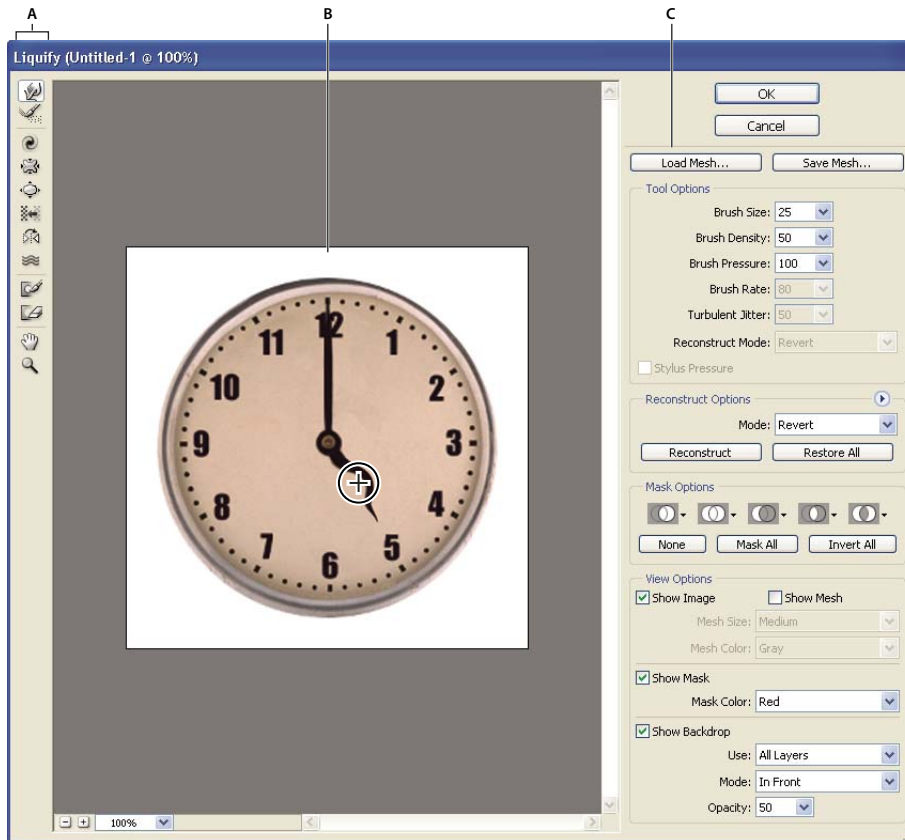 A B C
Liquify (Untitled-1 @ 100%)
OK
Cancel
Load Mesh... Save Mesh...
Tool Options
Brush Size: 25
Brush Density: 50
Brush Pressure: 100
Brush Rate: 80
Turbulent Jitter: 50
Reconstruct Mode: Revert
Stylus Pressure
Reconstruct Options
Mode: Revert
Reconstruct Restore All
Mask Options
None Mask All Invert All
View Options
Show Image Show Mesh
Mesh Size: Medium
Mesh Color: Gray
Show Mask
Mask Color: Red
Show Backdrop
Use: All Layers
Mode: In Front
Opacity: 50
12
11 1
10 2
9 3
8 4
7 5
6
100%